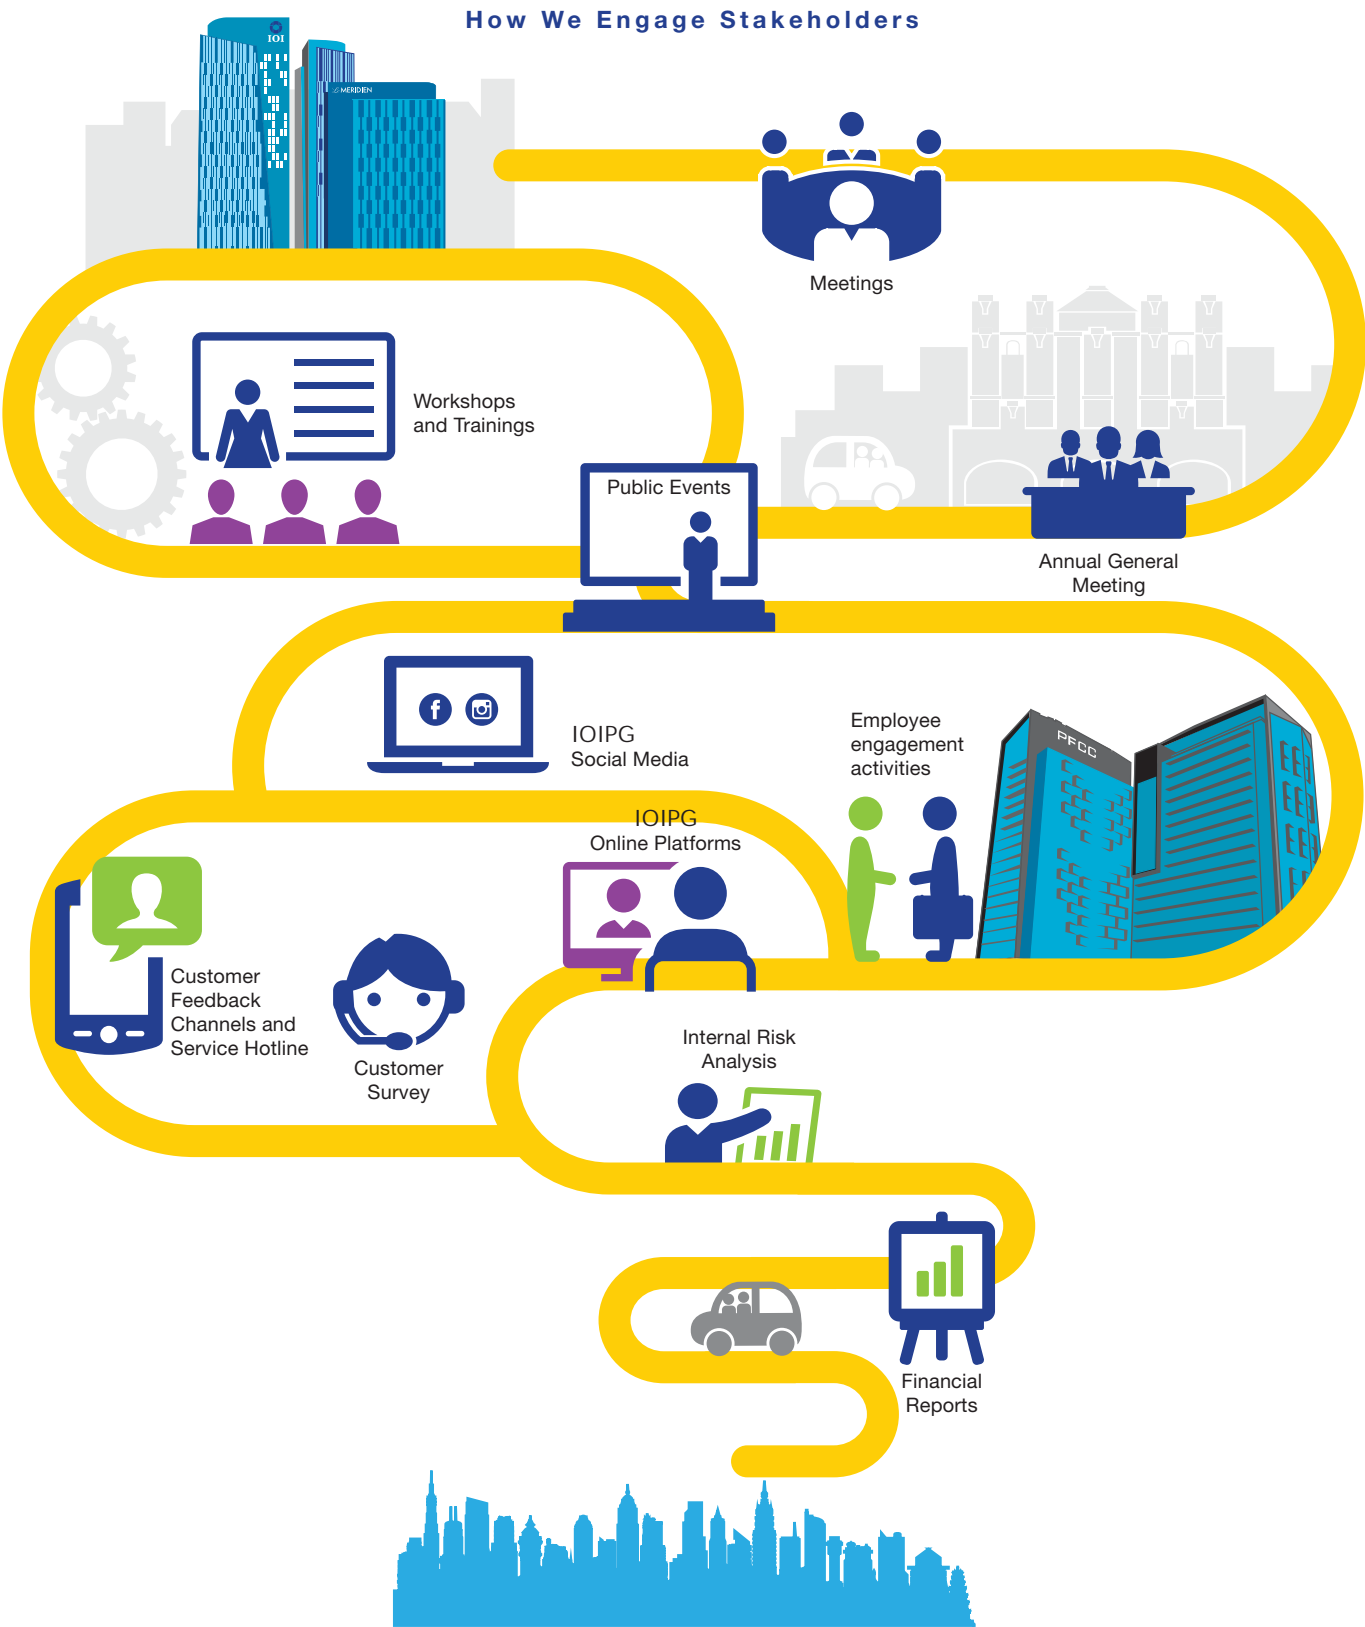 How We Engage Stakeholders
IOI
MERIDIEN
Meetings
Workshops
and Trainings
Public Events
Annual General
Meeting
IOIPG
Social Media
Employee
engagement
activities
PFCC
IOIPG
Online Platforms
Customer
Feedback
Channels and
Service Hotline
Customer
Survey
Internal Risk
Analysis
Financial
Reports